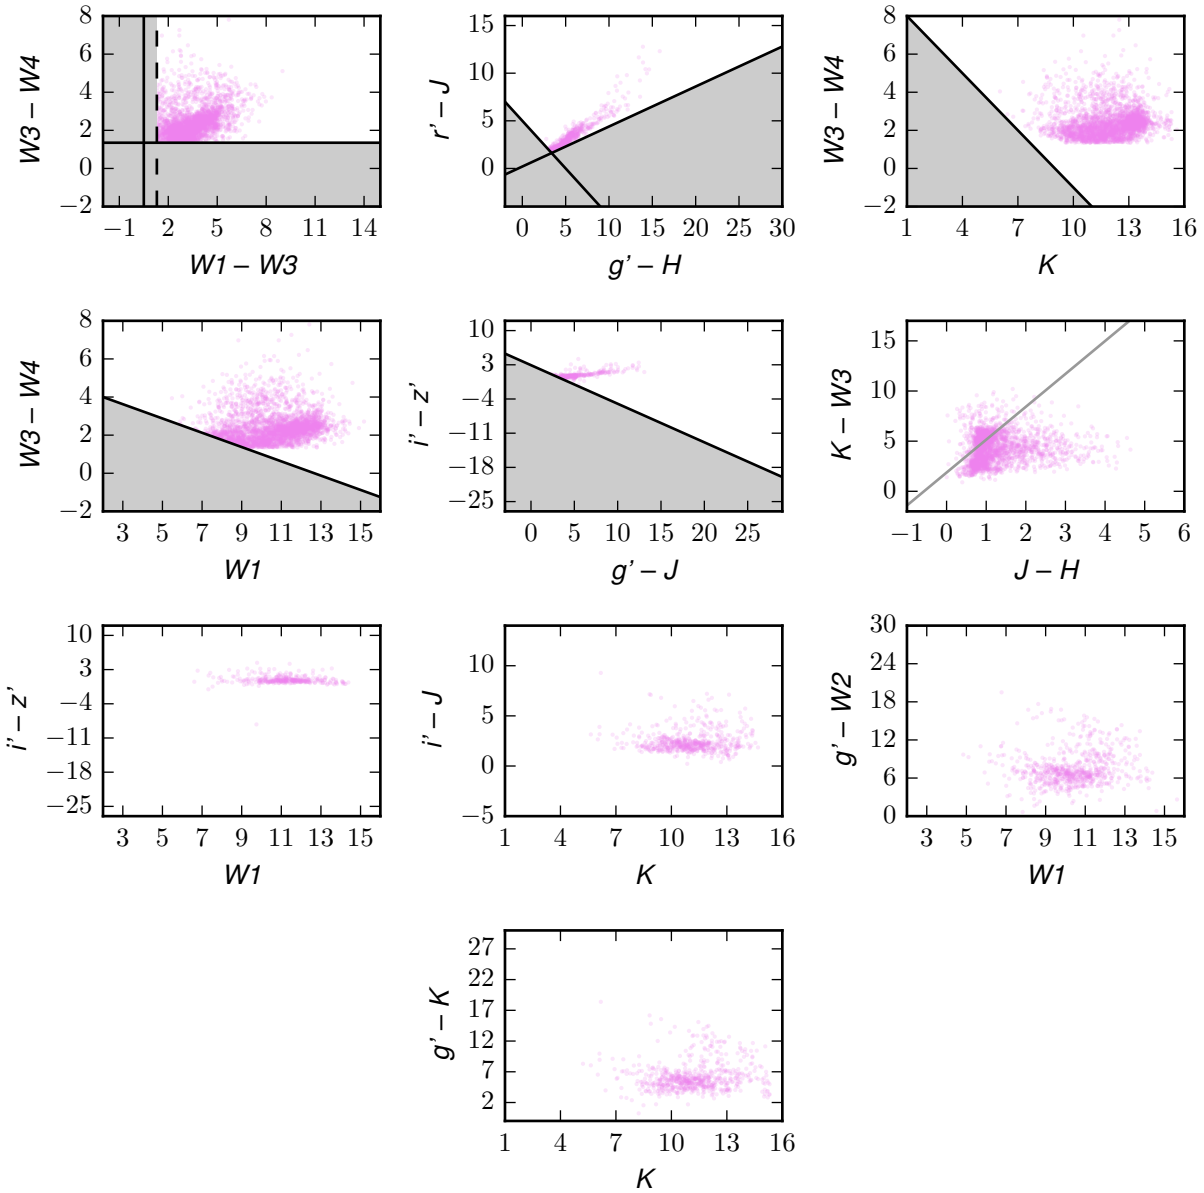 8
6
4
2
0
−2
W3 – W4
−1 2 5 8 11 14
W1 – W3
15
10
5
0
r' – J
0 5 10 15 20 25 30
g' – H
8
6
4
2
0
−2
W3 – W4
1 4 7 10 13 16
K
8
6
4
2
0
−2
W3 – W4
3 5 7 9 11 13 15
W1
10
3
−4
−11
−18
−25
i' – z'
0 5 10 15 20 25
g' – J
15
10
5
0
K – W3
−1 0 1 2 3 4 5 6
J – H
10
3
−4
−11
−18
−25
i' – z'
3 5 7 9 11 13 15
W1
10
5
0
−5
i' – J
1 4 7 10 13 16
K
30
24
18
12
6
0
g' – W2
3 5 7 9 11 13 15
W1
27
22
17
12
7
2
g' – K
1 4 7 10 13 16
K